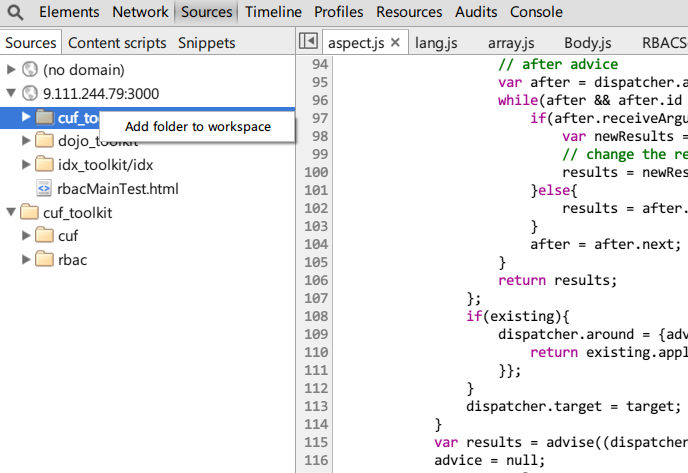 Elements Network Sources Timeline Profiles Resources Audits Console
Sources Content scripts Snippets
aspect.js × lang.js array.js Body.js RBACS
(no domain)
9.111.244.79:3000
cuf_to
Add folder to workspace
dojo_toolkit
idx_toolkit/idx
rbacMainTest.html
cuf_toolkit
cuf
rbac
94 // after advice
95 var after = dispatcher.a
96 while(after && after.id
97 if(after.receiveArgu
98 var newResults =
99 // change the re
100 results = newRes
101 }else{
102 results = after.
103 }
104 after = after.next;
105 }
106 return results;
107 };
108 if(existing){
109 dispatcher.around = {adv
110 return existing.appl
111 }};
112 }
113 dispatcher.target = target;
114 }
115 var results = advise((dispatcher
116 advice = null;